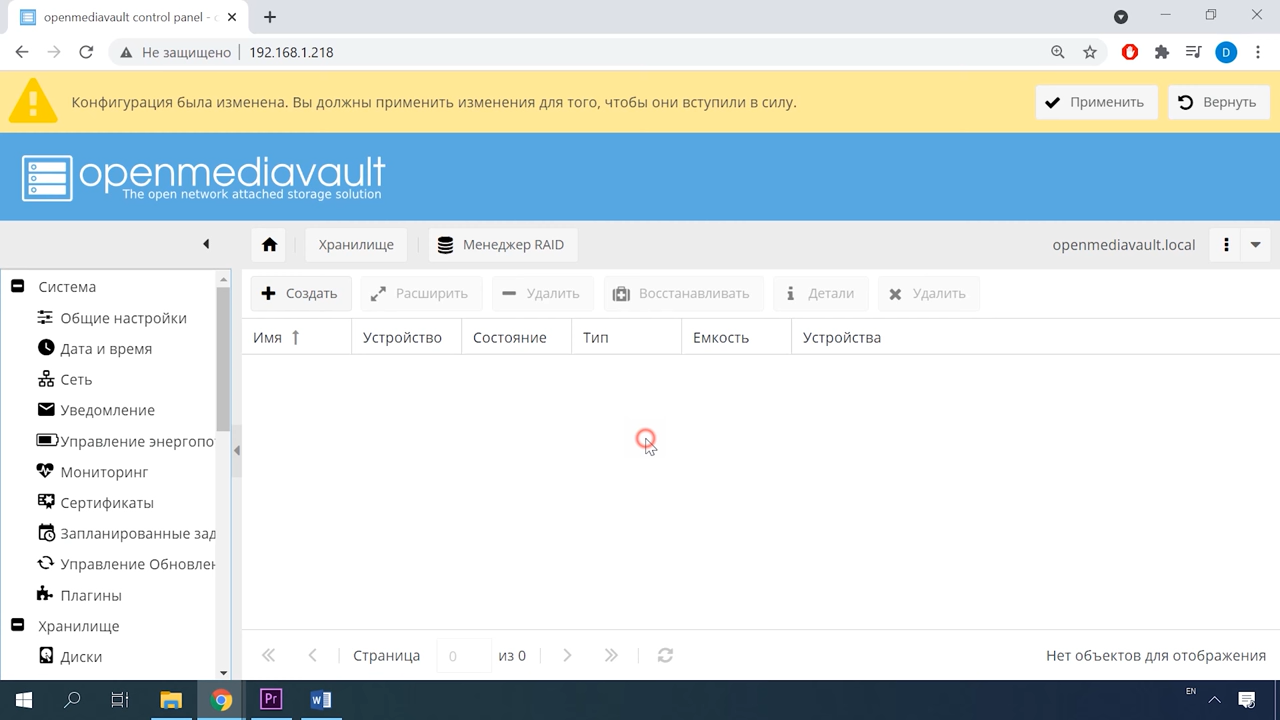 openmediavault control panel - c
Не защищено
192.168.1.218
D
Конфигурация была изменена. Вы должны применить изменения для того, чтобы они вступили в силу.
Применить
Вернуть
openmediavault
The open network attached storage solution
Хранилище
Менеджер RAID
openmediavault.local
Система
Общие настройки
Дата и время
Сеть
Уведомление
Управление энергопо
Мониторинг
Сертификаты
Запланированные зад
Управление Обновлен
Плагины
Хранилище
Диски
Создать
Расширить
Удалить
Восстанавливать
Детали
Удалить
Имя
Устройство
Состояние
Тип
Емкость
Устройства
Страница
0
из 0
Нет объектов для отображения
Pr
W
EN